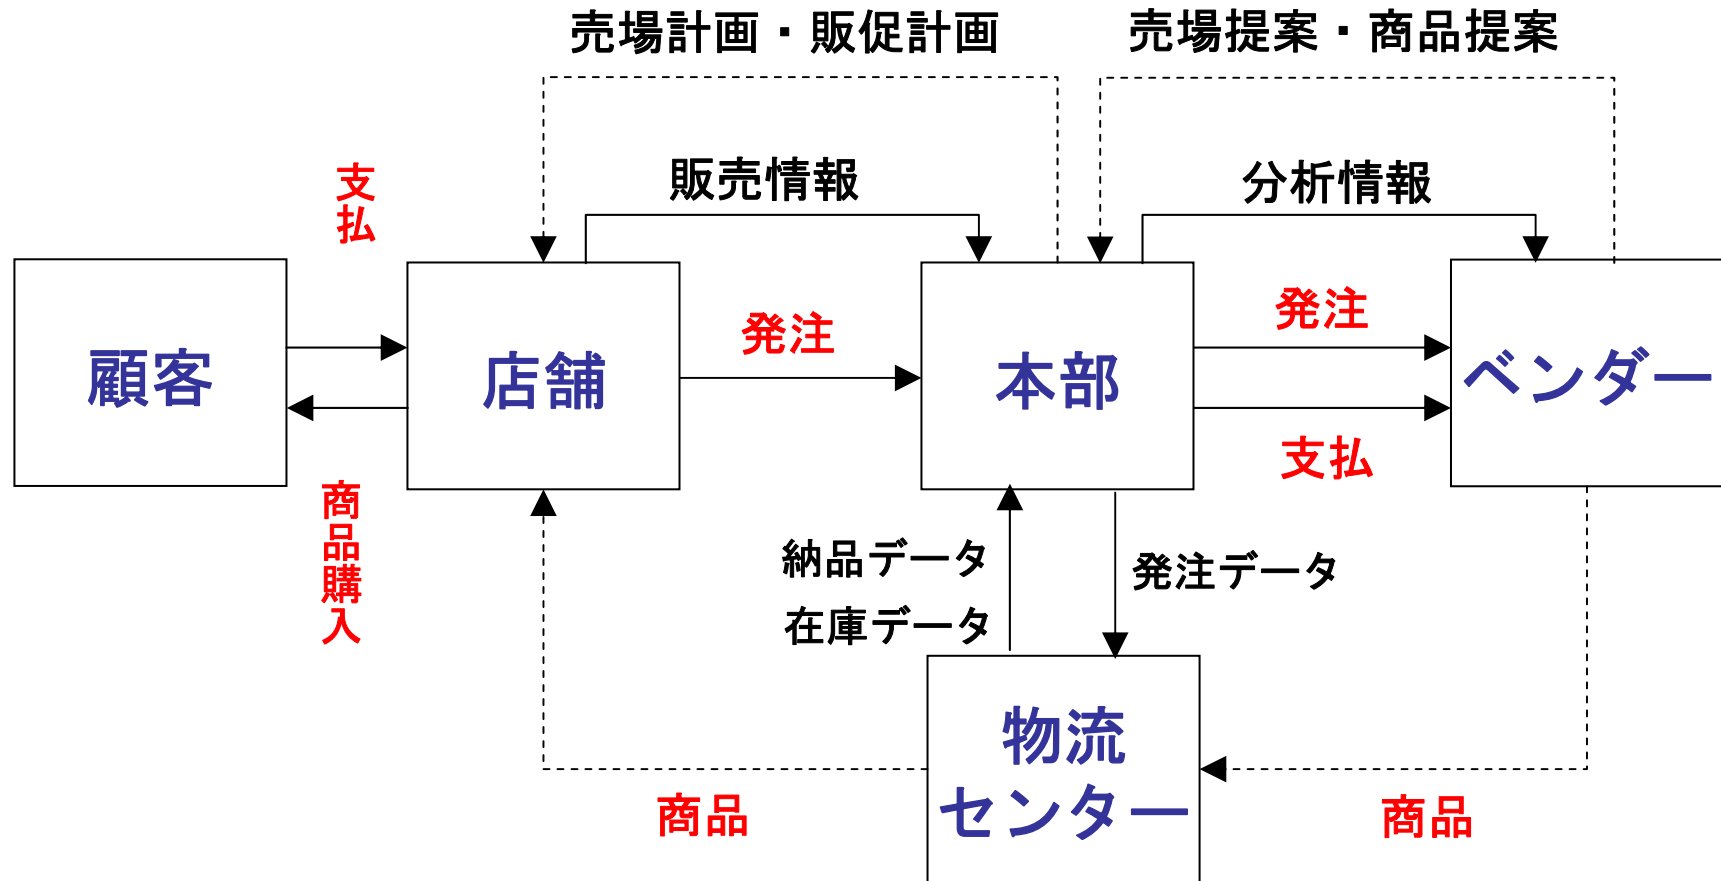 売場計画・販促計画
売場提案・商品提案
販売情報
分析情報
支払
発注
発注
顧客
店舗
本部
ベンダー
支払
商品購入
納品データ
発注データ
在庫データ
物流
センター
商品
商品